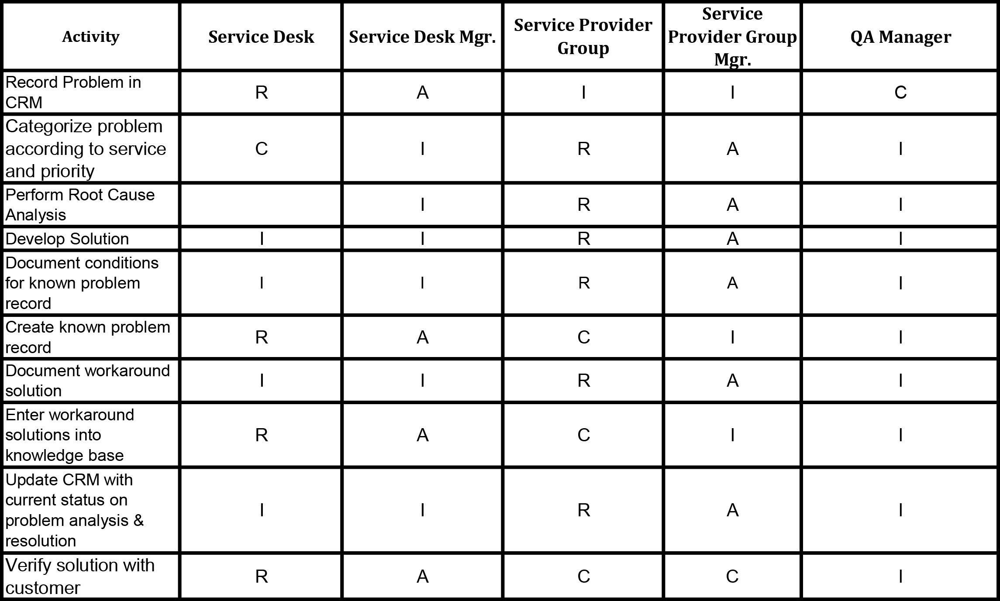 Activity
Service Desk
Service Desk Mgr.
Service Provider
Group
Service
Provider Group
Mgr.
QA Manager
Record Problem in
CRM
R
A
I
I
C
Categorize problem
according to service
and priority
C
I
R
A
I
Perform Root Cause
Analysis
I
R
A
I
Develop Solution
I
I
R
A
I
Document conditions
for known problem
record
I
I
R
A
I
Create known problem
record
R
A
C
I
I
Document workaround
solution
I
I
R
A
I
Enter workaround
solutions into
knowledge base
R
A
C
I
I
Update CRM with
current status on
problem analysis &
resolution
I
I
R
A
I
Verify solution with
customer
R
A
C
C
I